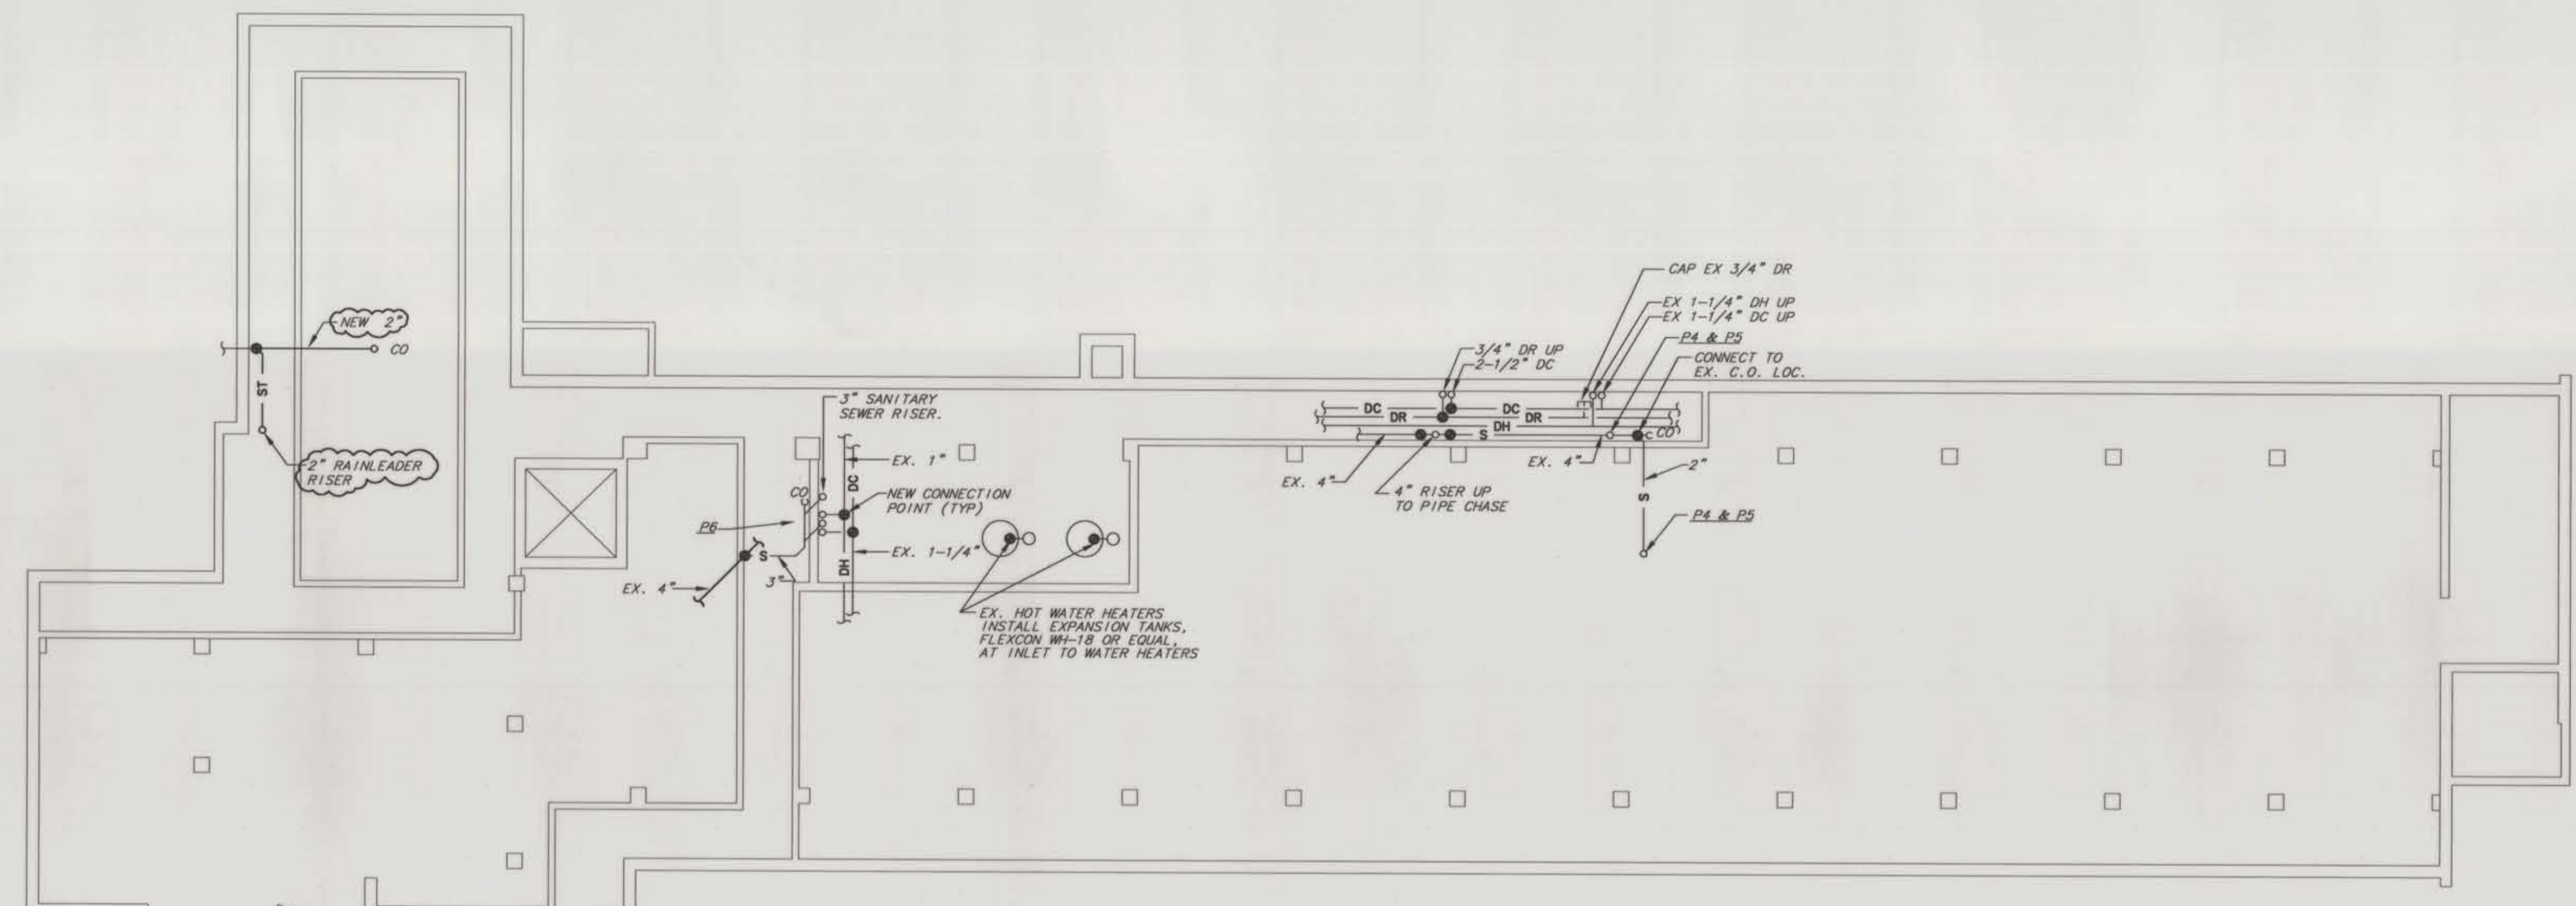 NEW 2"
CO
ST
2" RAINLEADER
RISER
3" SANITARY
SEWER RISER.
EX. 1"
DC
CO
NEW CONNECTION
POINT (TYP)
P6
S
EX. 1-1/4"
DH
3"
EX. 4"
EX. HOT WATER HEATERS
INSTALL EXPANSION TANKS,
FLEXCON WH-18 OR EQUAL,
AT INLET TO WATER HEATERS
CAP EX 3/4" DR
EX 1-1/4" DH UP
EX 1-1/4" DC UP
P4 & P5
CONNECT TO
EX. C.O. LOC.
3/4" DR UP
2-1/2" DC
DC DC
DR DR
DH
S
CO
EX. 4"
EX. 4"
4" RISER UP
TO PIPE CHASE
2"
S
P4 & P5